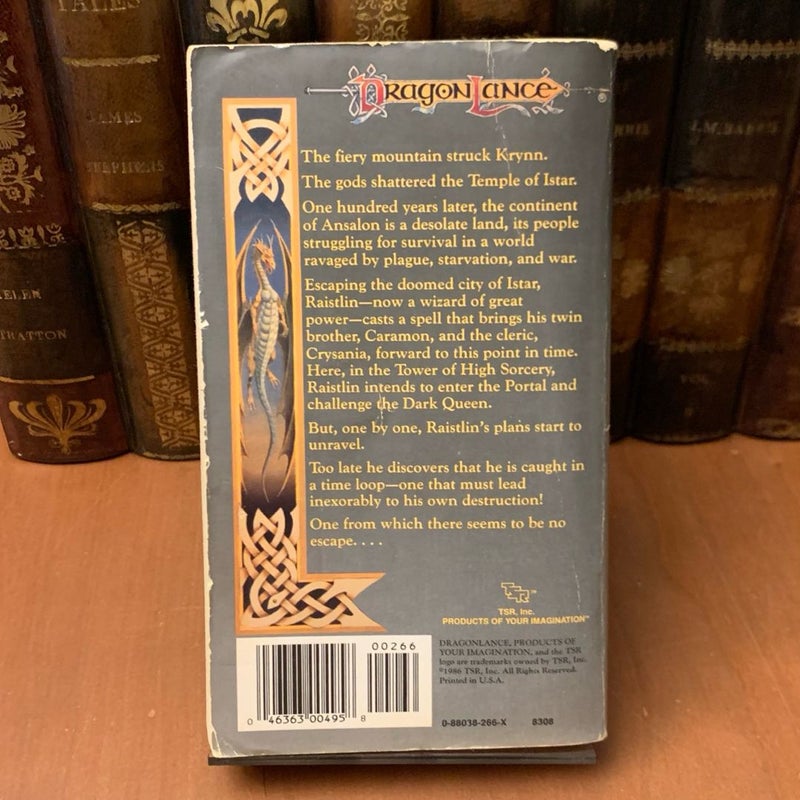 TALES
JAMES
STEPHENS
HELEN
STRATTON
J.M. BARRIE
DRAGONLANCE
®
The fiery mountain struck Krynn.
The gods shattered the Temple of Istar.
One hundred years later, the continent
of Ansalon is a desolate land, its people
struggling for survival in a world
ravaged by plague, starvation, and war.
Escaping the doomed city of Istar,
Raistlin—now a wizard of great
power—casts a spell that brings his twin
brother, Caramon, and the cleric,
Crysania, forward to this point in time.
Here, in the Tower of High Sorcery,
Raistlin intends to enter the Portal and
challenge the Dark Queen.
But, one by one, Raistlin's plans start to
unravel.
Too late he discovers that he is caught in
a time loop—one that must lead
inexorably to his own destruction!
One from which there seems to be no
escape. . . .
TSR™
TSR, Inc.
PRODUCTS OF YOUR IMAGINATION™
DRAGONLANCE, PRODUCTS OF
YOUR IMAGINATION, and the TSR
logo are trademarks owned by TSR, Inc.
©1986 TSR, Inc. All Rights Reserved.
Printed in U.S.A.
00266
0 46363 00495 8
0-88038-266-X 8308